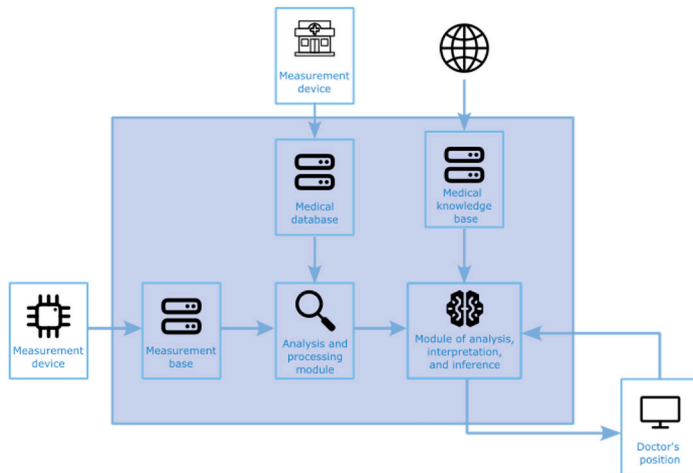 Measurement
device
Medical
database
Medical
knowledge
base
Measurement
device
Measurement
base
Analysis and
processing
module
Module of analysis,
interpretation,
and inference
Doctor's
position